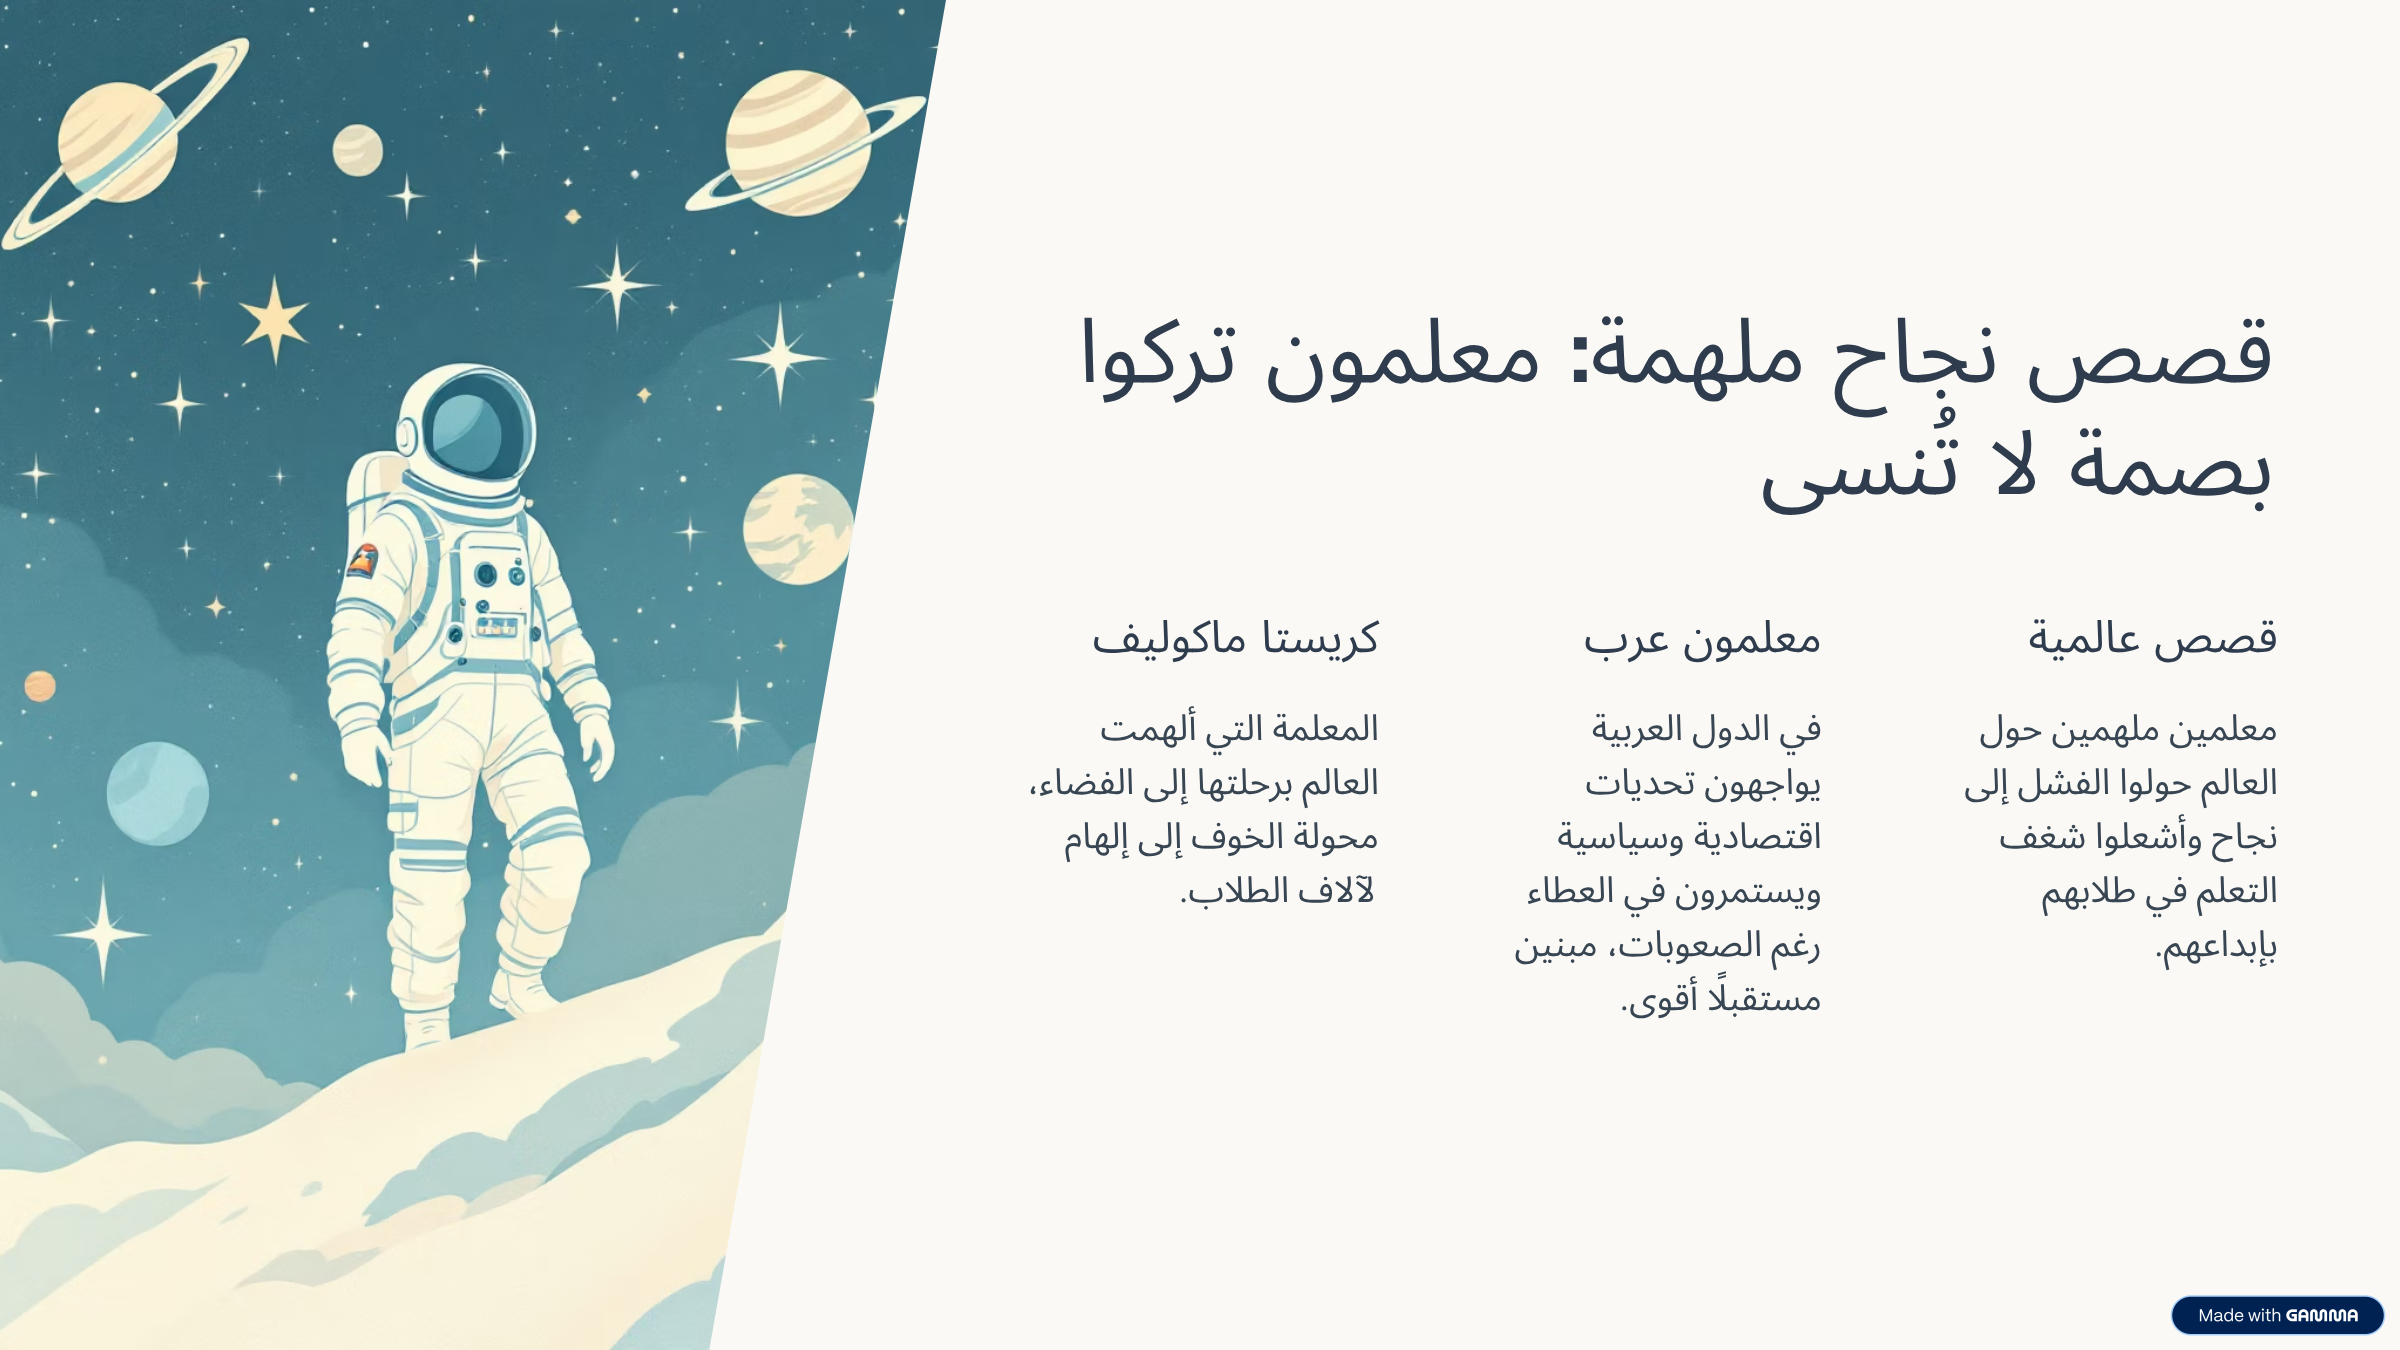 قصص نجاح ملهمة: معلمون تركوا
بصمة لا تُنسى
قصص عالمية
معلمين ملهمين حول
العالم حولوا الفشل إلى
نجاح وأشعلوا شغف
التعلم في طلابهم
بإبداعهم.
معلمون عرب
في الدول العربية
يواجهون تحديات
اقتصادية وسياسية
ويستمرون في العطاء
رغم الصعوبات، مبنين
مستقبلًا أقوى.
كريستا ماكوليف
المعلمة التي ألهمت
العالم برحلتها إلى الفضاء،
محولة الخوف إلى إلهام
لآلاف الطلاب.
Made with GAMMA